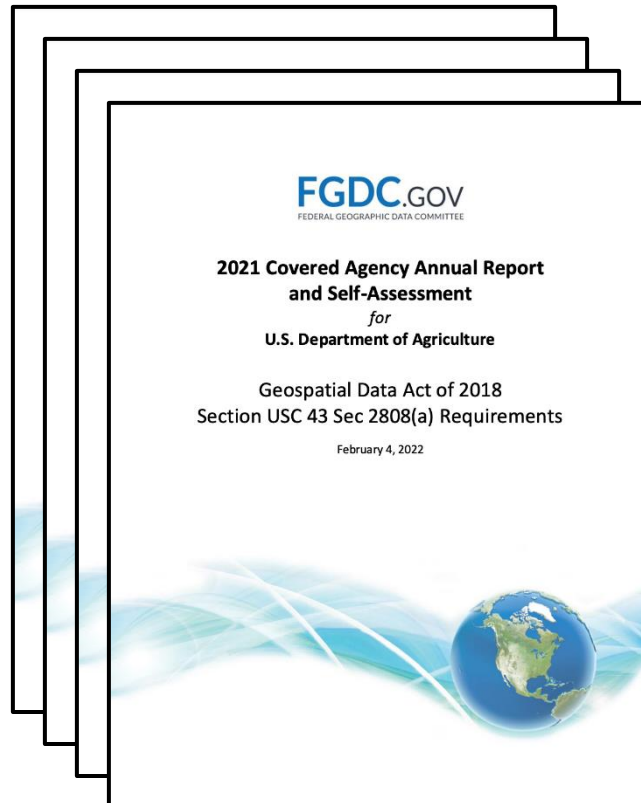 FGDC.GOV
FEDERAL GEOGRAPHIC DATA COMMITTEE
2021 Covered Agency Annual Report
and Self-Assessment
for
U.S. Department of Agriculture
Geospatial Data Act of 2018
Section USC 43 Sec 2808(a) Requirements
February 4, 2022